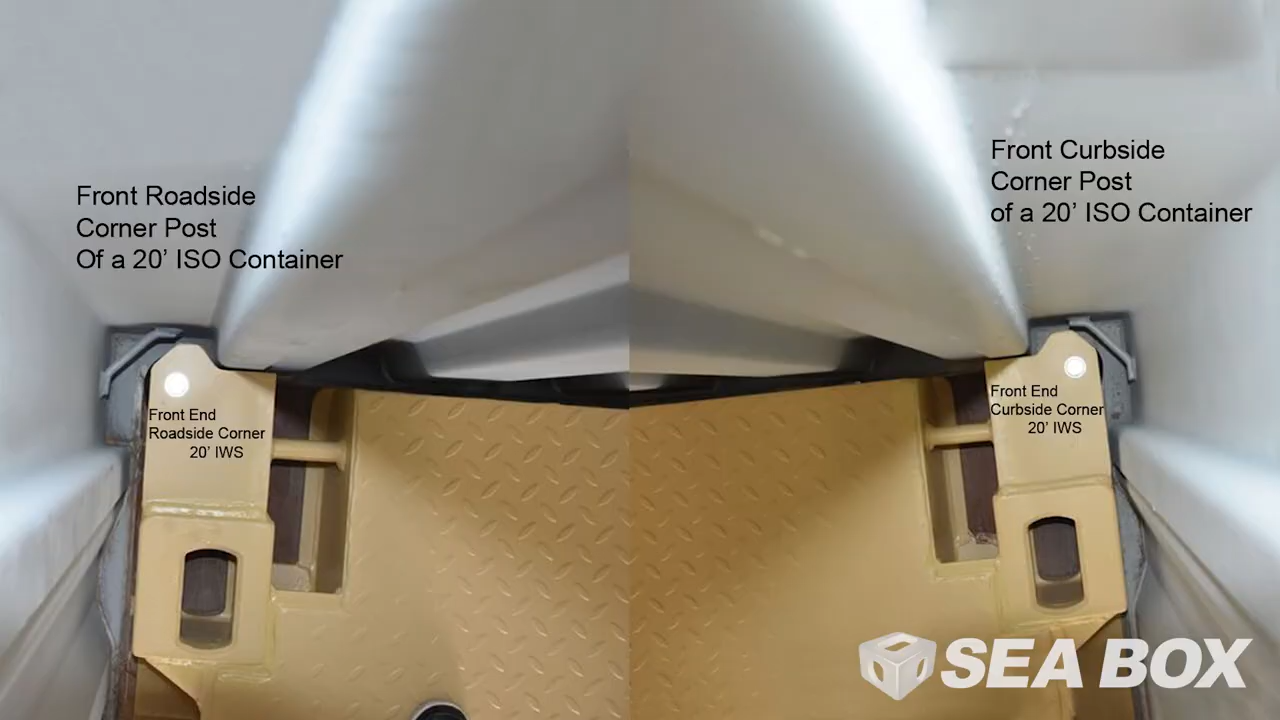 Front Roadside
Corner Post
Of a 20’ ISO Container
Front Curbside
Corner Post
of a 20’ ISO Container
Front End
Roadside Corner
20’ IWS
Front End
Curbside Corner
20’ IWS
SEA BOX